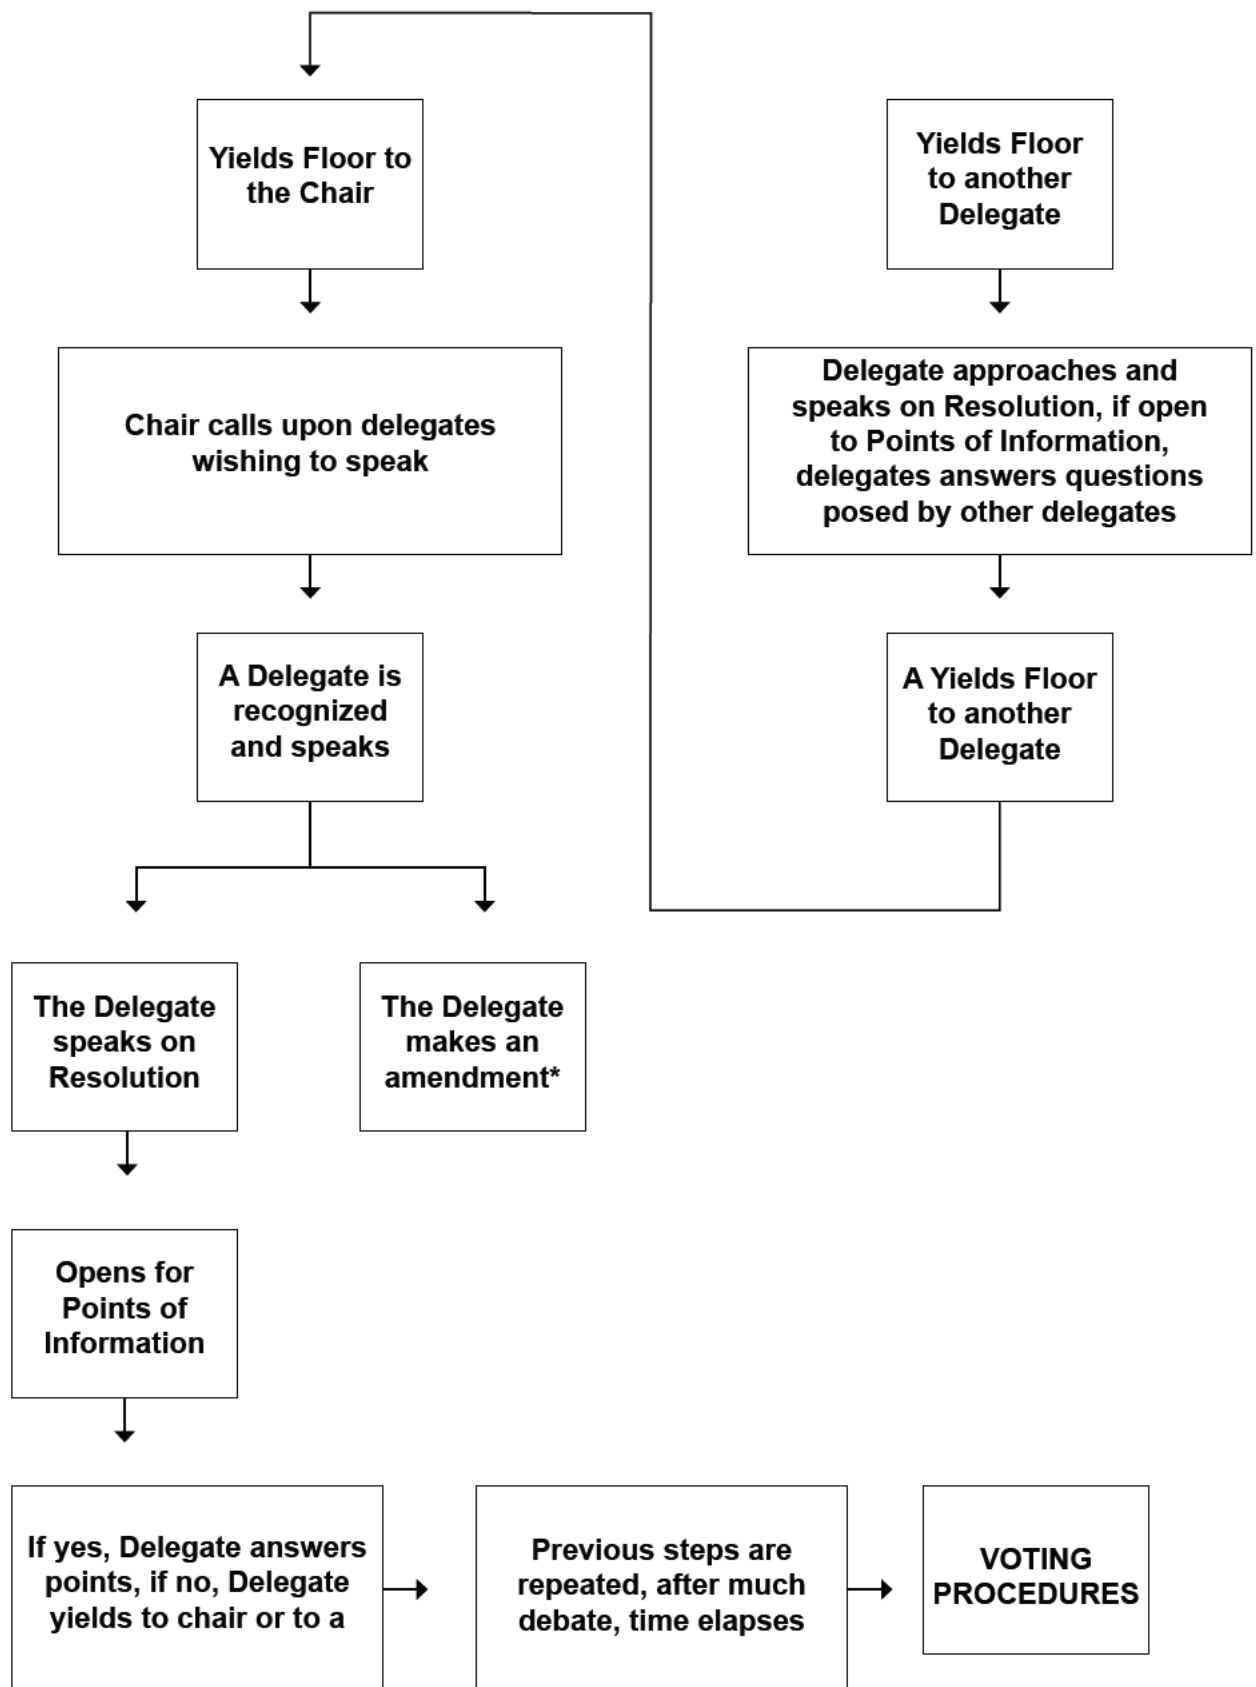 Yields Floor to
the Chair
Yields Floor
to another
Delegate
Chair calls upon delegates
wishing to speak
Delegate approaches and
speaks on Resolution, if open
to Points of Information,
delegates answers questions
posed by other delegates
A Delegate is
recognized
and speaks
A Yields Floor
to another
Delegate
The Delegate
speaks on
Resolution
The Delegate
makes an
amendment*
Opens for
Points of
Information
If yes, Delegate answers
points, if no, Delegate
yields to chair or to a
Previous steps are
repeated, after much
debate, time elapses
VOTING
PROCEDURES